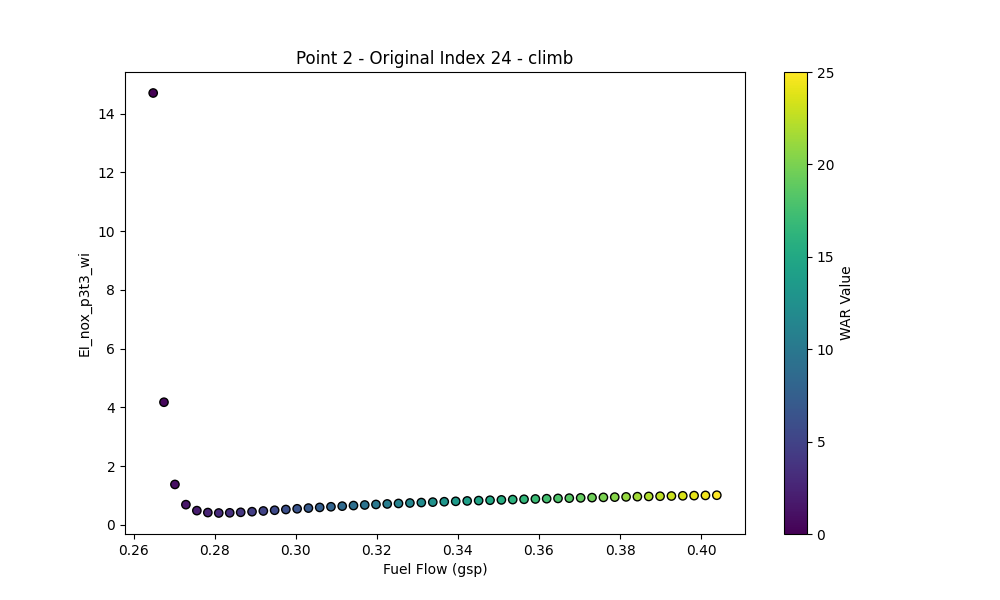 Point 2 - Original Index 24 - climb
14
12
10
8
6
4
2
0
EI_nox_p3t3_wi
0.26 0.28 0.30 0.32 0.34 0.36 0.38 0.40
Fuel Flow (gsp)
25
20
15
10
5
0
WAR Value